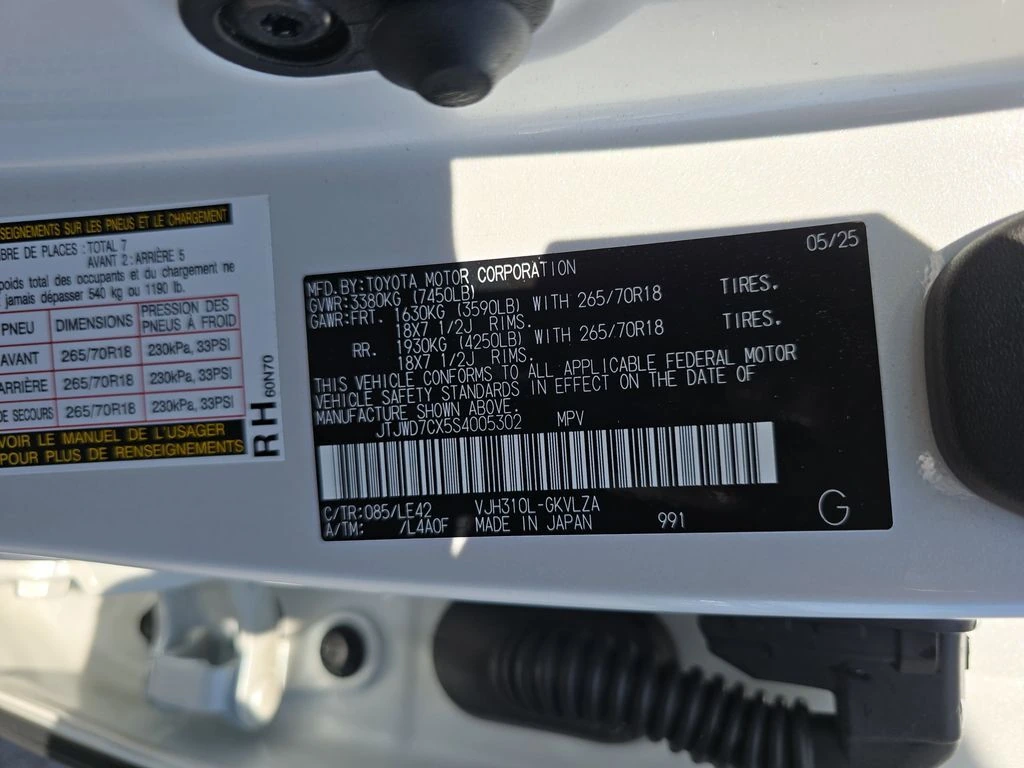 SEIGNEMENTS SUR LES PNEUS ET LE CHARGEMENT
BRE DE PLACES : TOTAL 7
AVANT 2 : ARRIÈRE 5
poids total des occupants et du chargement ne
jamais dépasser 540 kg ou 1190 lb.
PNEU DIMENSIONS PRESSION DES PNEUS À FROID
AVANT 265/70R18 230kPa, 33PSI
ARRIÈRE 265/70R18 230kPa, 33PSI
DE SECOURS 265/70R18 230kPa, 33PSI
VOIR LE MANUEL DE L'USAGER
POUR PLUS DE RENSEIGNEMENTS
RH 60N70
05/25
MFD.BY:TOYOTA MOTOR CORPORATION
GVWR:3380KG (7450LB)
GAWR:FRT. 1630KG (3590LB) WITH 265/70R18 TIRES.
18X7 1/2J RIMS.
RR. 1930KG (4250LB) WITH 265/70R18 TIRES.
18X7 1/2J RIMS.
THIS VEHICLE CONFORMS TO ALL APPLICABLE FEDERAL MOTOR
VEHICLE SAFETY STANDARDS IN EFFECT ON THE DATE OF
MANUFACTURE SHOWN ABOVE.
JTJWD7CX5S4005302 MPV
C/TR:085/LE42 VJH310L-GKVLZA
A/TM: /L4A0F MADE IN JAPAN 991
G